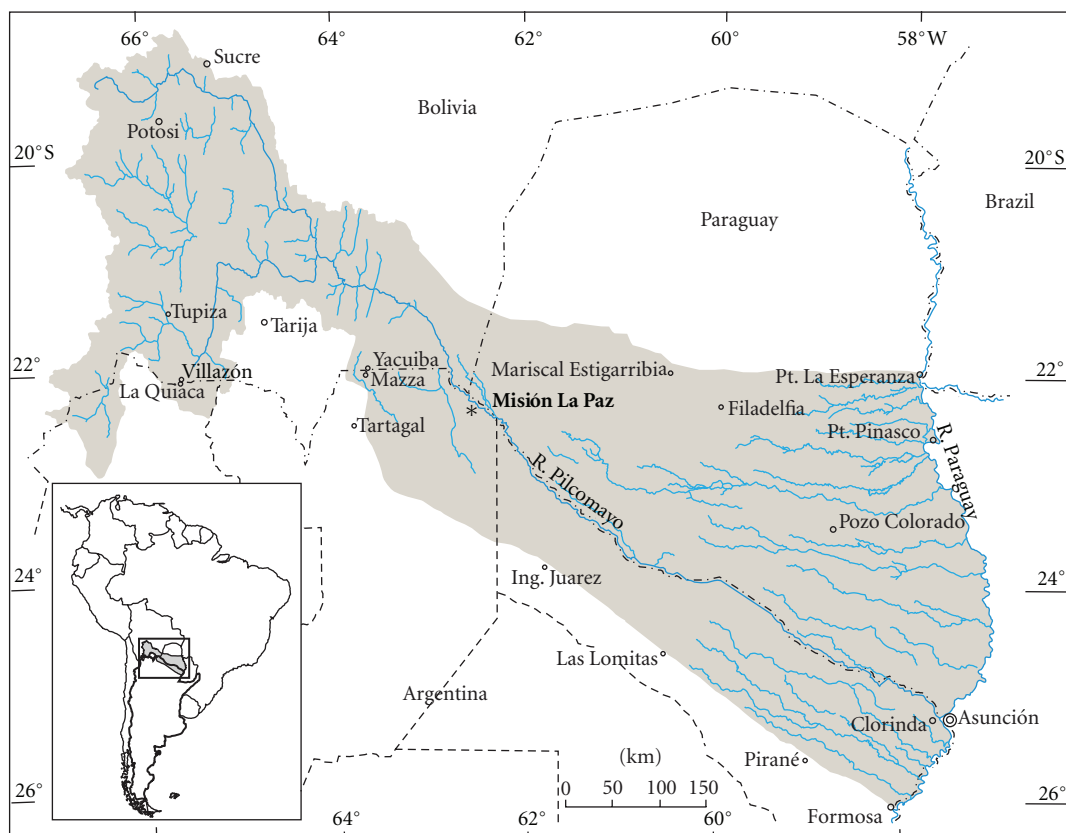 66°
64°
62°
60°
58° W
Sucre
Bolivia
Potosi
20° S
20° S
Brazil
Paraguay
Tupiza
Tarija
22°
Villazón
La Quiaca
Yacuiba
Mazza
Mariscal Estigarribia
Pt. La Esperanza
22°
Misión La Paz
Filadelfia
Tartagal
Pt. Pinasco
R. Paraguay
R. Pilcomayo
Pozo Colorado
24°
Ing. Juarez
24°
Las Lomitas
Argentina
Clorinda
Asunción
(km)
Pirané
0 50 100 150
26°
26°
Formosa
64°
60°